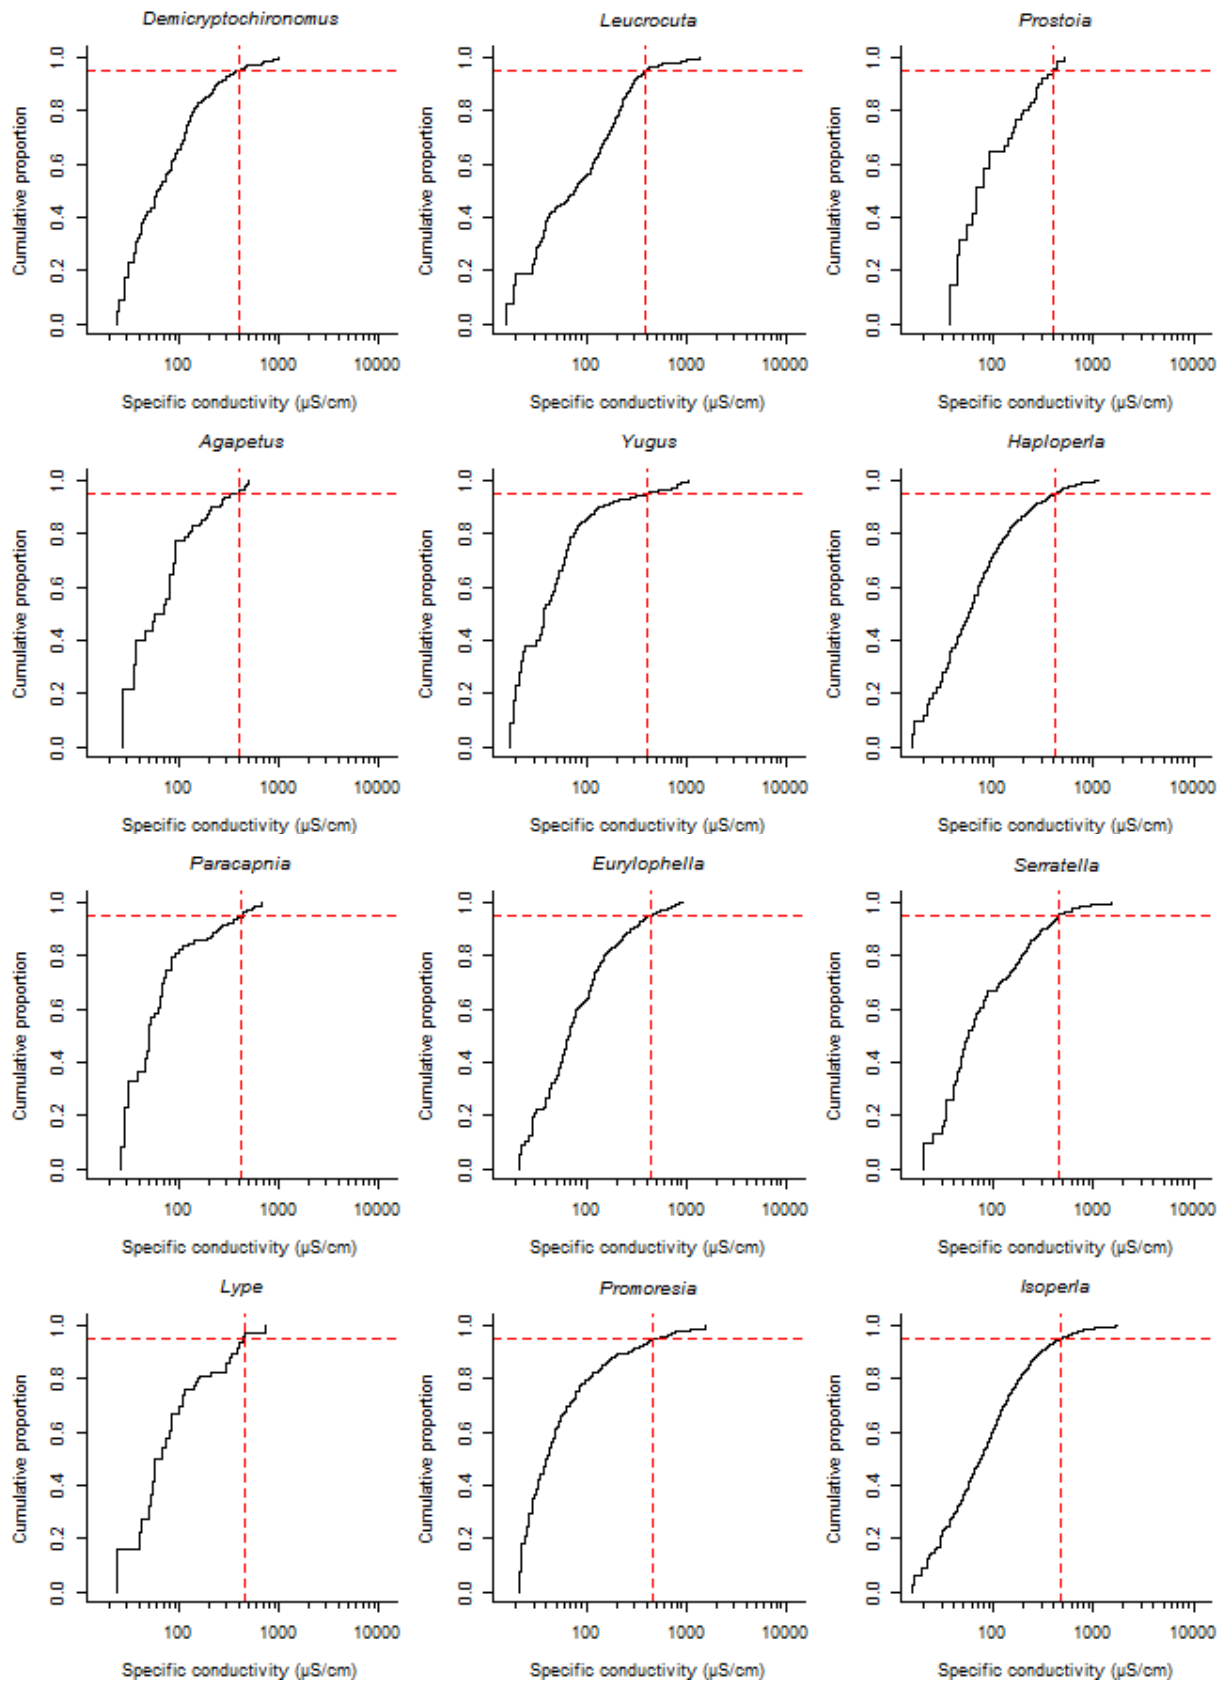 Demicryptochironomus
Leucrocuta
Prostoia
Cumulative proportion
0.0 0.2 0.4 0.6 0.8 1.0
100 1000 10000
Specific conductivity (µS/cm)
Cumulative proportion
0.0 0.2 0.4 0.6 0.8 1.0
100 1000 10000
Specific conductivity (µS/cm)
Cumulative proportion
0.0 0.2 0.4 0.6 0.8 1.0
100 1000 10000
Specific conductivity (µS/cm)
Agapetus
Yugus
Haploperla
Cumulative proportion
0.0 0.2 0.4 0.6 0.8 1.0
100 1000 10000
Specific conductivity (µS/cm)
Cumulative proportion
0.0 0.2 0.4 0.6 0.8 1.0
100 1000 10000
Specific conductivity (µS/cm)
Cumulative proportion
0.0 0.2 0.4 0.6 0.8 1.0
100 1000 10000
Specific conductivity (µS/cm)
Paracapnia
Eurylophella
Serratella
Cumulative proportion
0.0 0.2 0.4 0.6 0.8 1.0
100 1000 10000
Specific conductivity (µS/cm)
Cumulative proportion
0.0 0.2 0.4 0.6 0.8 1.0
100 1000 10000
Specific conductivity (µS/cm)
Cumulative proportion
0.0 0.2 0.4 0.6 0.8 1.0
100 1000 10000
Specific conductivity (µS/cm)
Lype
Promoresia
Isoperla
Cumulative proportion
0.0 0.2 0.4 0.6 0.8 1.0
100 1000 10000
Specific conductivity (µS/cm)
Cumulative proportion
0.0 0.2 0.4 0.6 0.8 1.0
100 1000 10000
Specific conductivity (µS/cm)
Cumulative proportion
0.0 0.2 0.4 0.6 0.8 1.0
100 1000 10000
Specific conductivity (µS/cm)